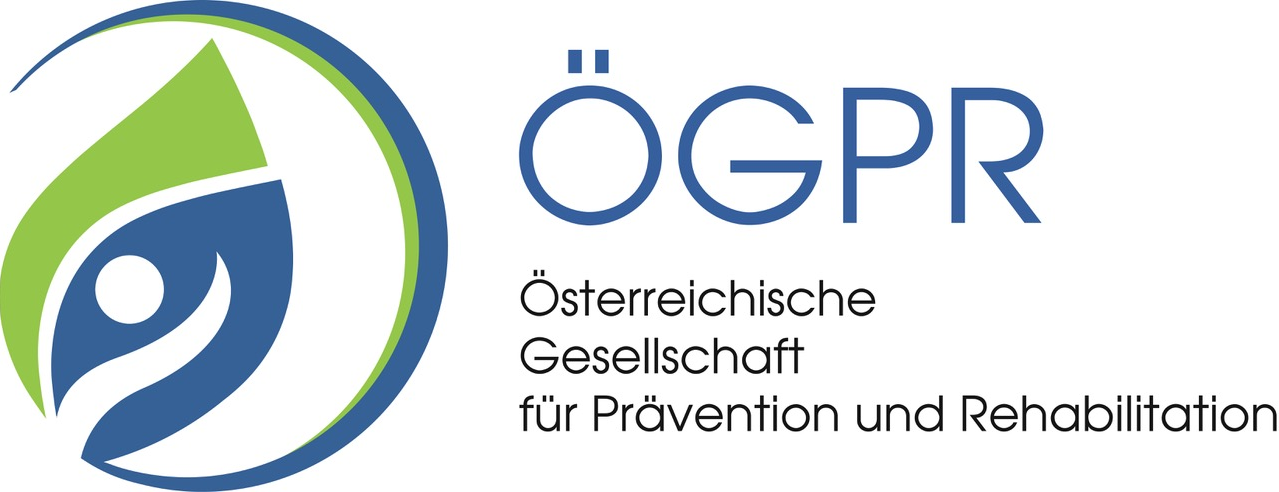 ÖGPR
Österreichische
Gesellschaft
für Prävention und Rehabilitation